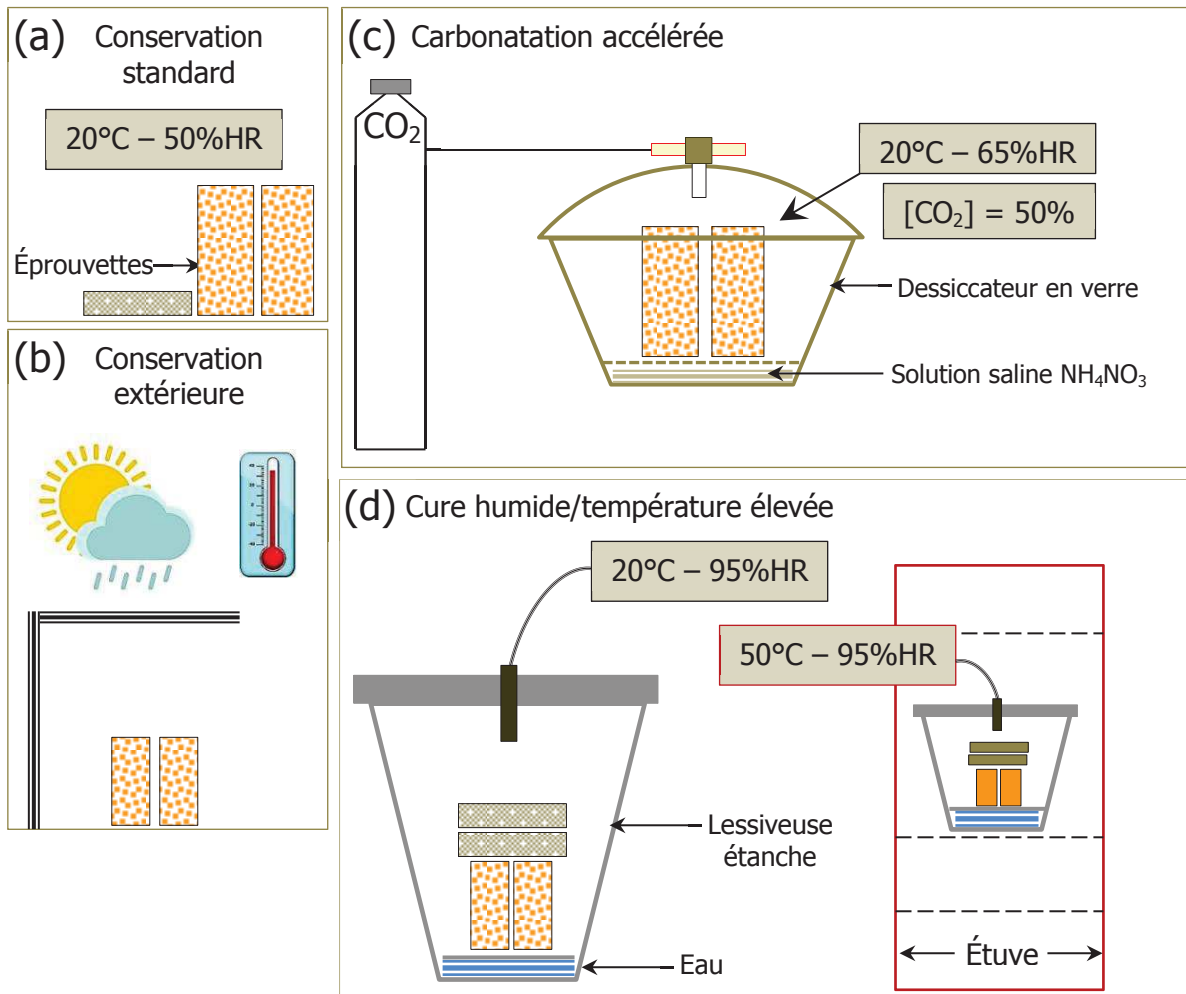 (a) Conservation
standard
20°C – 50%HR
Éprouvettes
(b) Conservation
extérieure
(c) Carbonatation accélérée
CO₂
20°C – 65%HR
[CO₂] = 50%
Dessiccateur en verre
Solution saline NH₄NO₃
(d) Cure humide/température élevée
20°C – 95%HR
50°C – 95%HR
Lessiveuse
étanche
Eau
Étuve